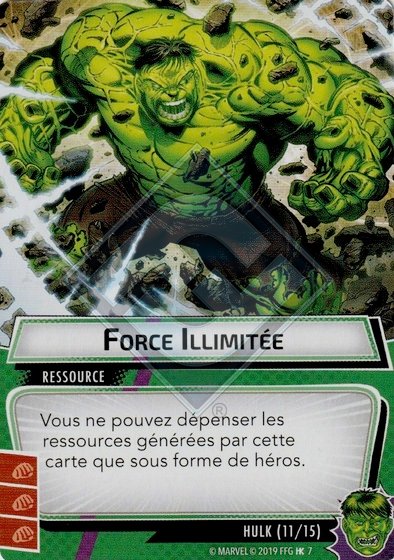 FORCE ILLIMITÉE
RESSOURCE
Vous ne pouvez dépenser les
ressources générées par cette
carte que sous forme de héros.
HULK (11/15)
© MARVEL © 2019 FFG HK 7
®